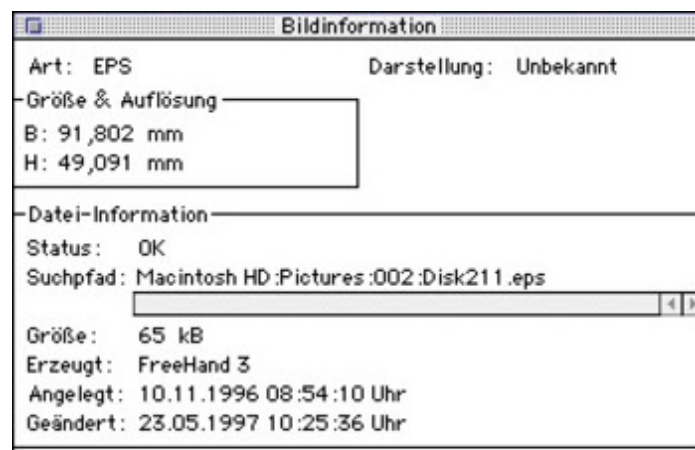 Bildinformation
Art: EPS Darstellung: Unbekannt
Größe & Auflösung
B: 91,802 mm
H: 49,091 mm
Datei-Information
Status: OK
Suchpfad: Macintosh HD:Pictures:002:Disk211.eps
Größe: 65 kB
Erzeugt: FreeHand 3
Angelegt: 10.11.1996 08:54:10 Uhr
Geändert: 23.05.1997 10:25:36 Uhr